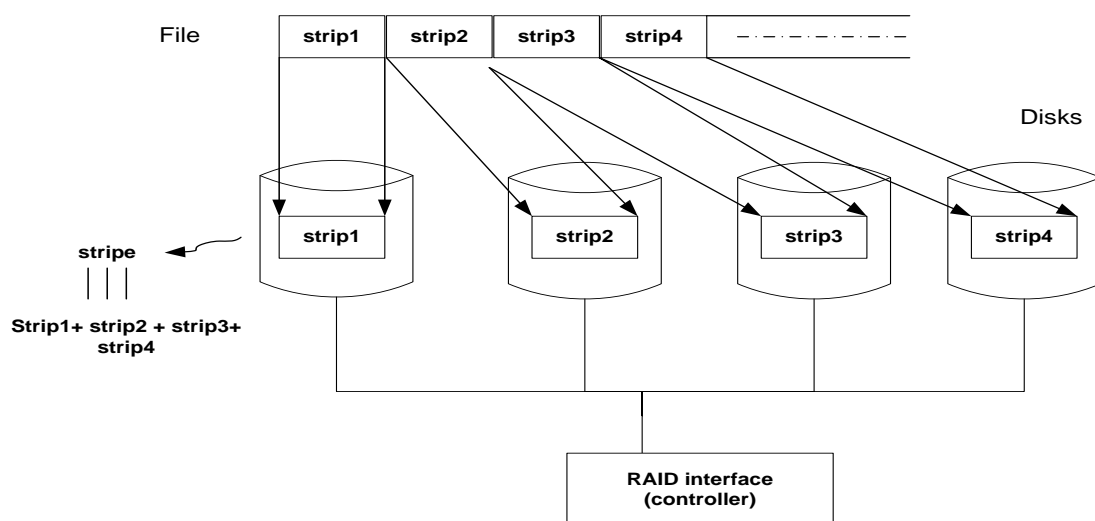 File
strip1 strip2 strip3 strip4
Disks
strip1 strip2 strip3 strip4
stripe
Strip1+ strip2 + strip3+
strip4
RAID interface
(controller)